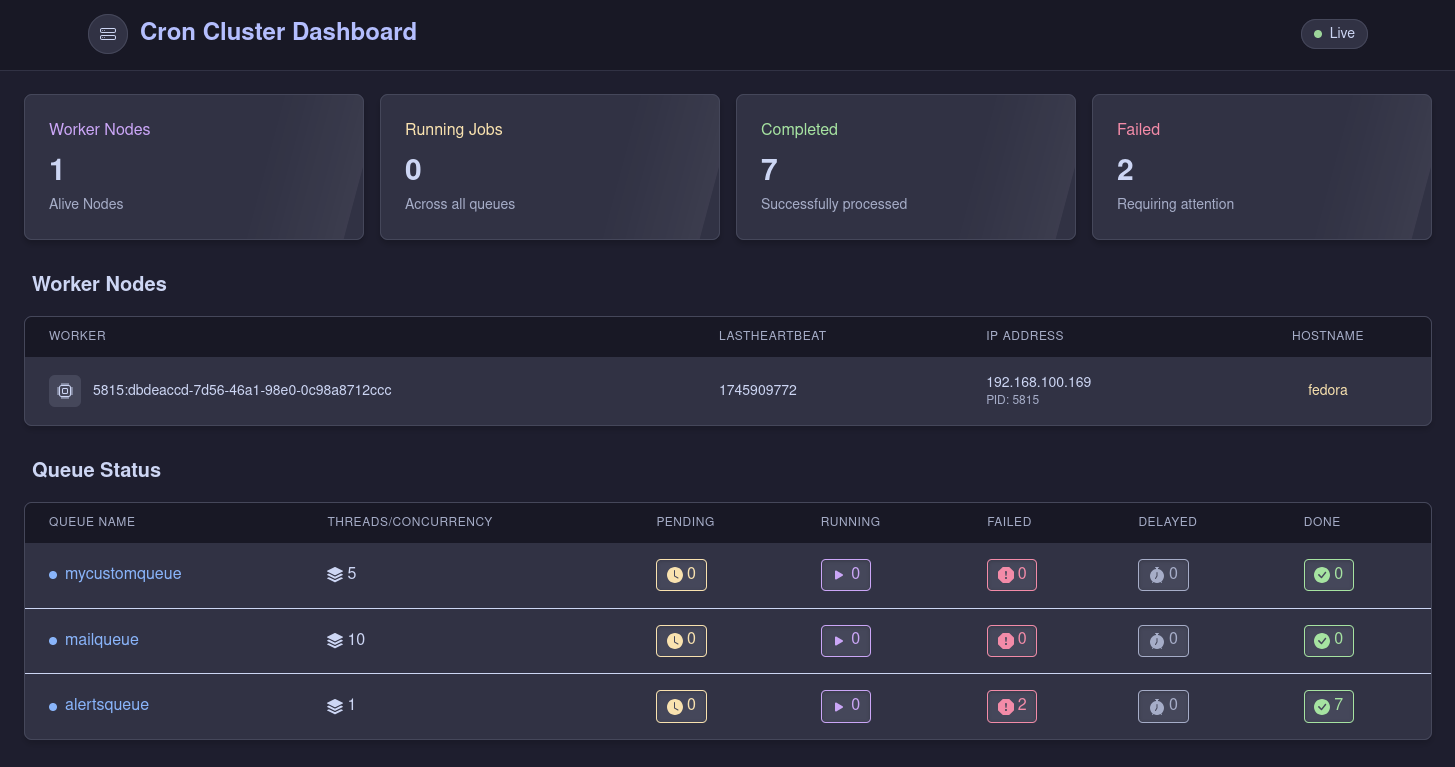 Cron Cluster Dashboard
Live
Worker Nodes
1
Alive Nodes
Running Jobs
0
Across all queues
Completed
7
Successfully processed
Failed
2
Requiring attention
Worker Nodes
WORKER LASTHEARTBEAT IP ADDRESS HOSTNAME
5815:dbdeaccd-7d56-46a1-98e0-0c98a8712ccc 1745909772 192.168.100.169 fedora
PID: 5815
Queue Status
QUEUE NAME THREADS/CONCURRENCY PENDING RUNNING FAILED DELAYED DONE
mycustomqueue 5 0 0 0 0 0
mailqueue 10 0 0 0 0 0
alertsqueue 1 0 0 2 0 7